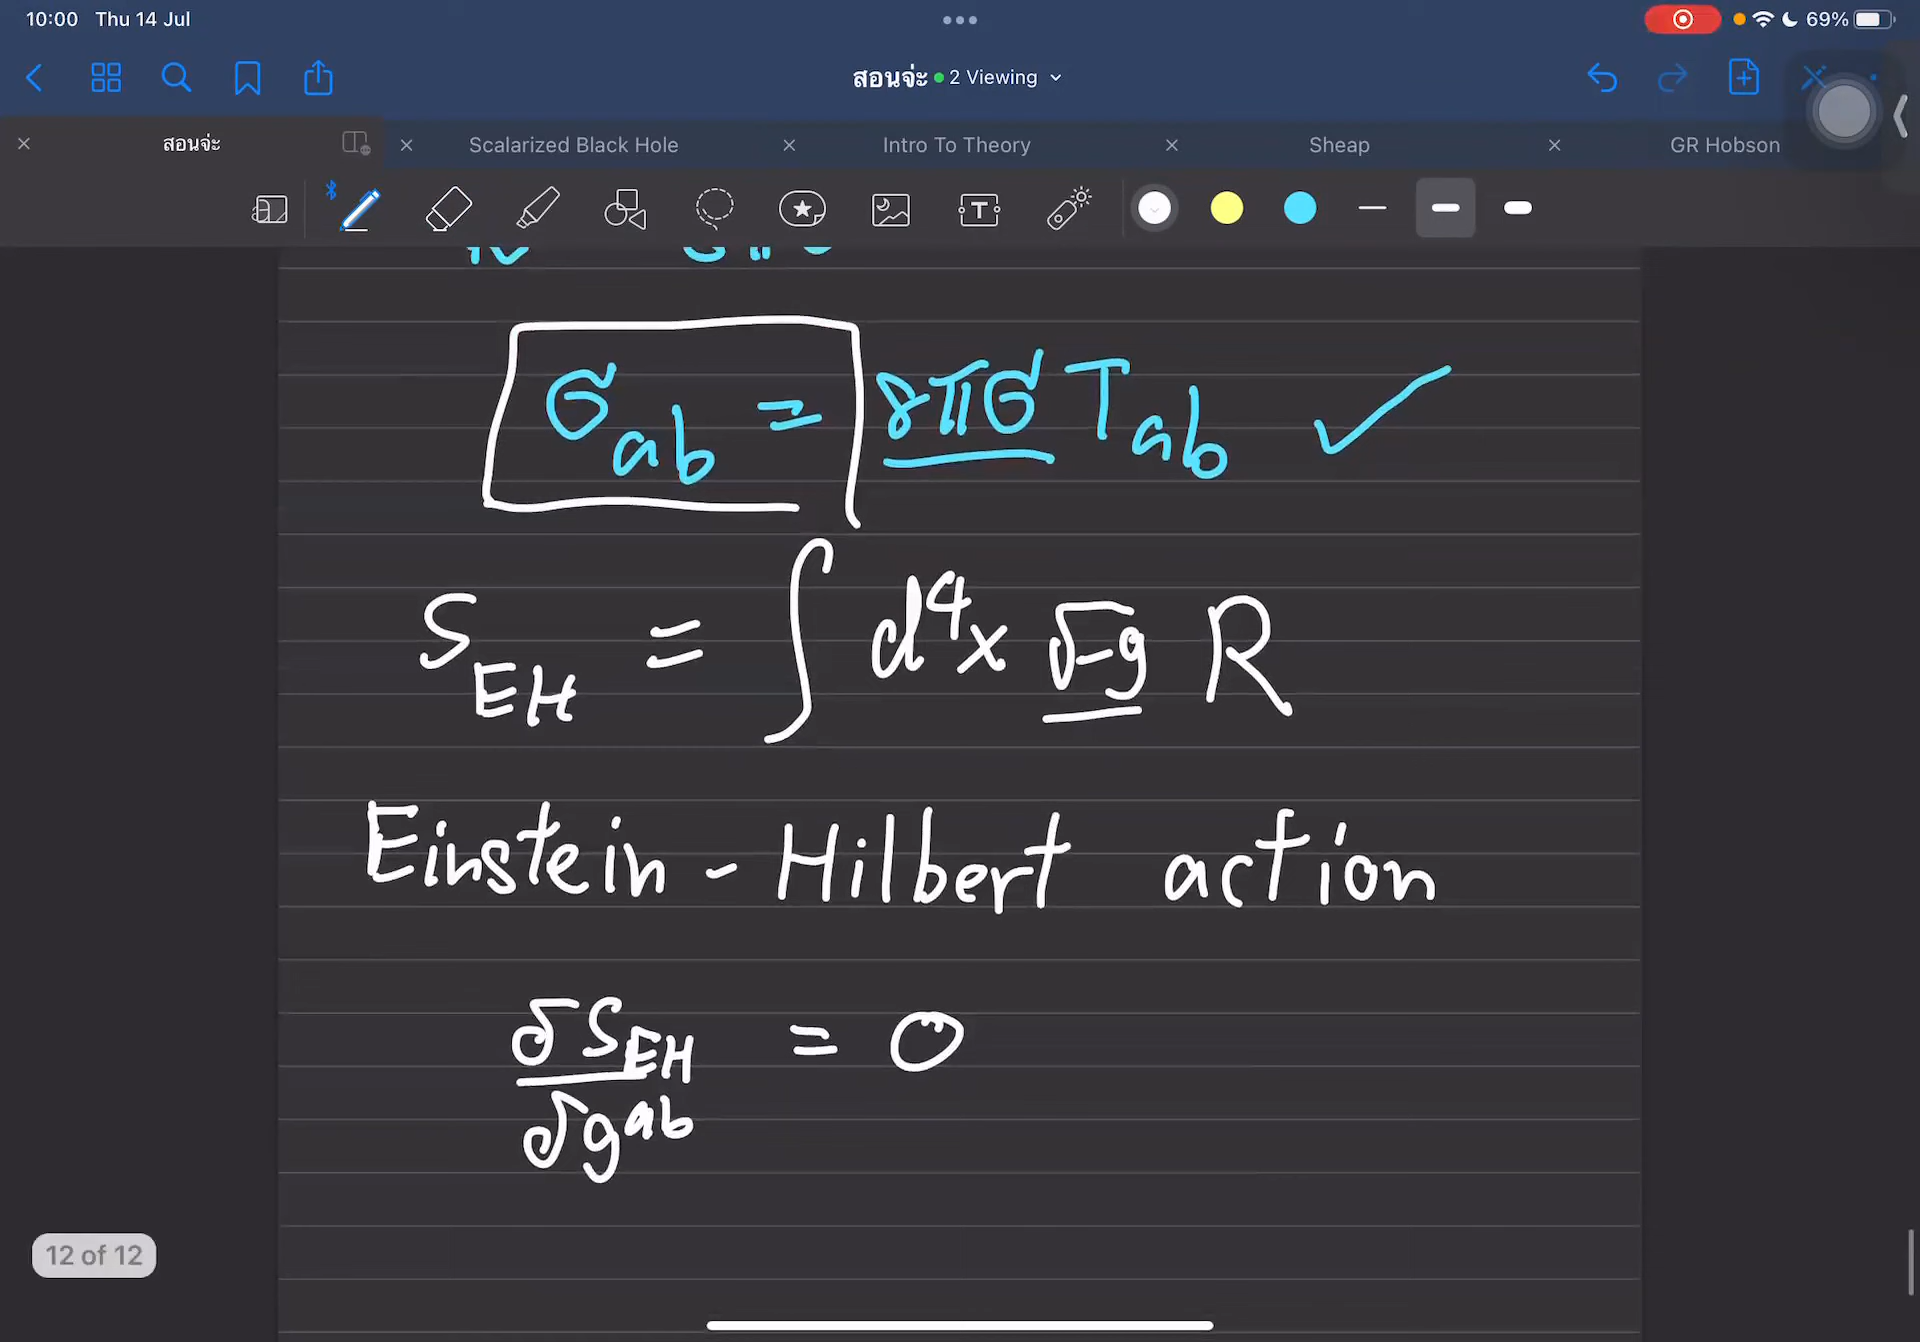 10:00 Thu 14 Jul
69%
สอนจ่ะ 2 Viewing
สอนจ่ะ Scalarized Black Hole Intro To Theory Sheap GR Hobson
T
G_ab = 8πG T_ab ✓
S_EH = ∫ d⁴x √-g R
Einstein - Hilbert action
δS_EH / δg^ab = 0
12 of 12